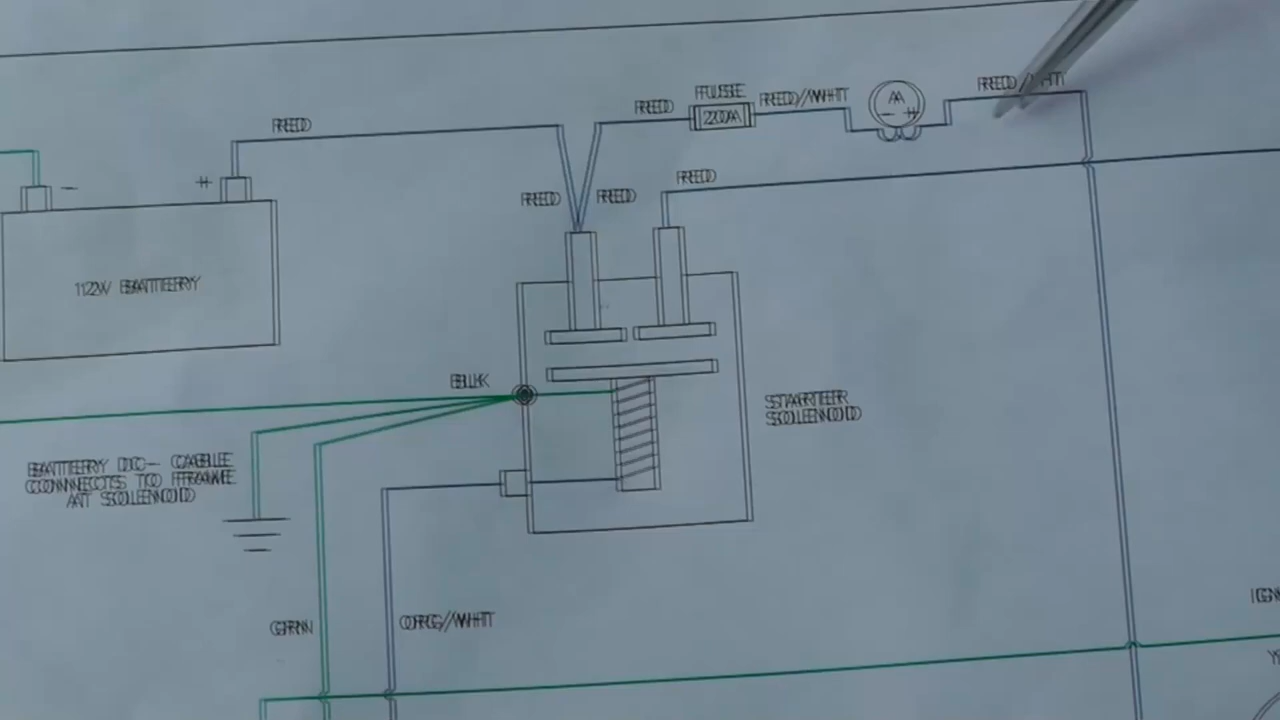 RED
FUSE
20A
RED
RED/WHT
A
- +
RED/WHT
-
+
RED
RED
RED
12V BATTERY
BLK
STARTER
SOLENOID
BATTERY DC- CABLE
CONNECTS TO FRAME
AT SOLENOID
GRN
ORG/WHT
IGN